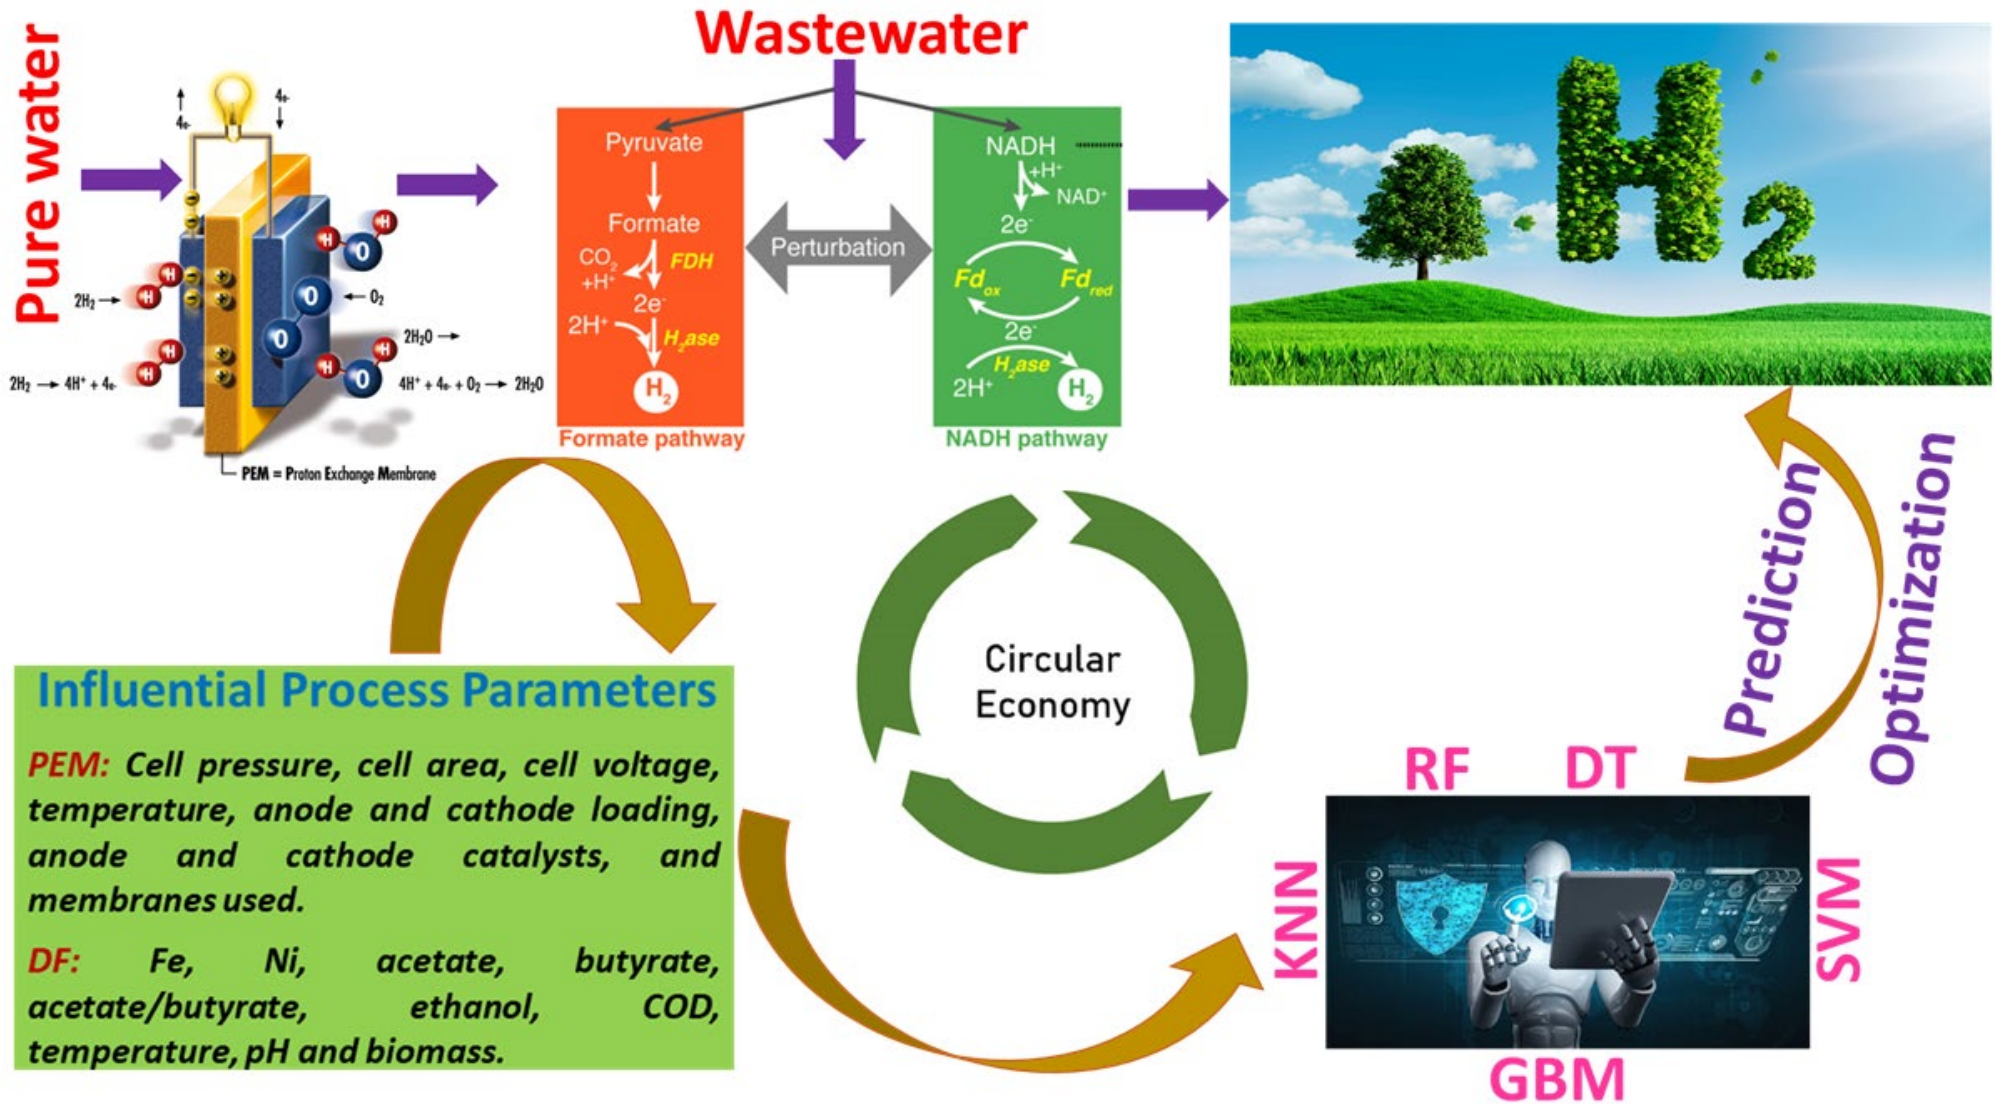 Pure water
4e-
4e-
H
H
O
2H₂ →
H
H
O
← O₂
O
2H₂O →
H
H
H
H
O
2H₂ → 4H⁺ + 4e-
4H⁺ + 4e- + O₂ → 2H₂O
PEM = Proton Exchange Membrane
Wastewater
Pyruvate
Formate
CO₂
+H⁺
FDH
2e⁻
2H⁺
H₂ase
H₂
Formate pathway
Perturbation
NADH
+H⁺
NAD⁺
2e⁻
Fd_ox
Fd_red
2e⁻
H₂ase
2H⁺
H₂
NADH pathway
H₂
Influential Process Parameters
PEM: Cell pressure, cell area, cell voltage,
temperature, anode and cathode loading,
anode and cathode catalysts, and
membranes used.
DF: Fe, Ni, acetate, butyrate,
acetate/butyrate, ethanol, COD,
temperature, pH and biomass.
Circular
Economy
Prediction
Optimization
RF
DT
KNN
SVM
GBM